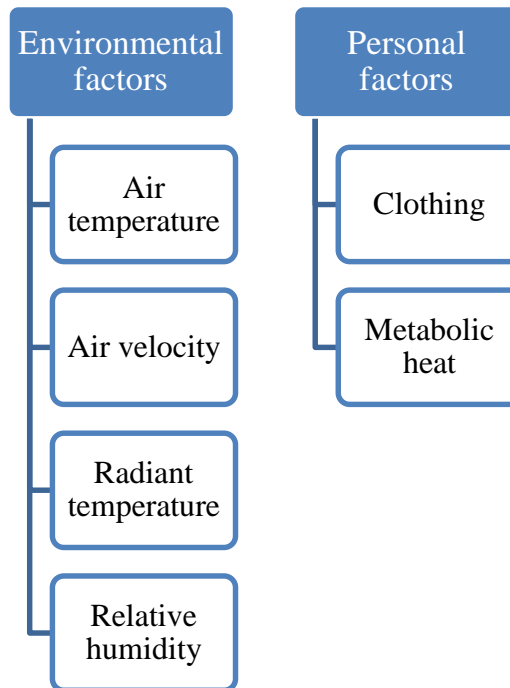 Environmental
factors
Air
temperature
Air velocity
Radiant
temperature
Relative
humidity
Personal
factors
Clothing
Metabolic
heat